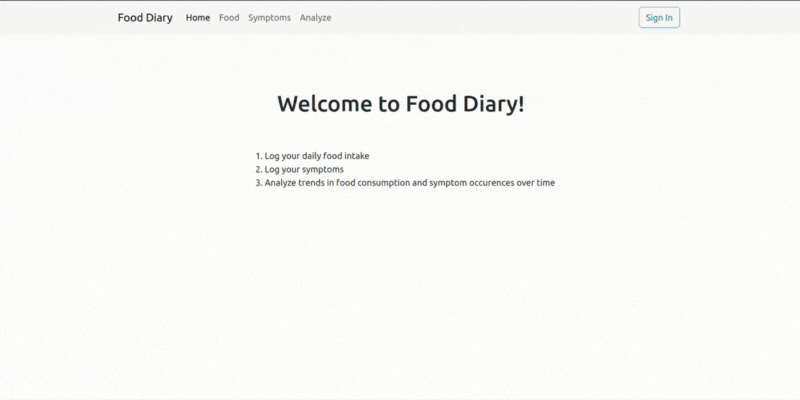 Food Diary Home Food Symptoms Analyze Sign In
Welcome to Food Diary!
1. Log your daily food intake
2. Log your symptoms
3. Analyze trends in food consumption and symptom occurences over time